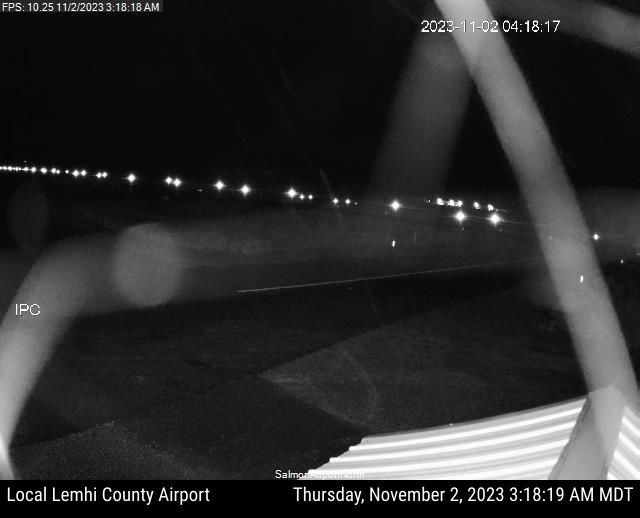 FPS: 10.25 11/2/2023 3:18:18 AM
2023-11-02 04:18:17
IPC
Local Lemhi County Airport Thursday, November 2, 2023 3:18:19 AM MDT